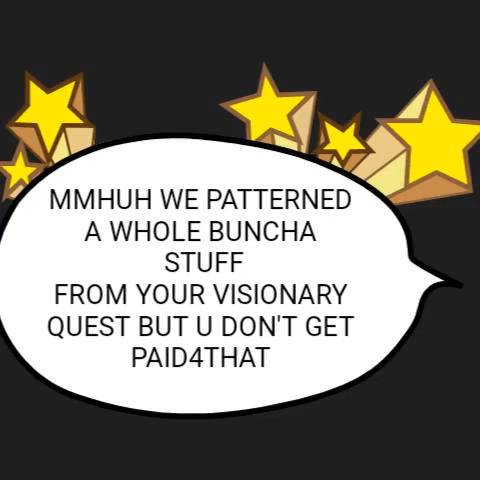 MMHUH WE PATTERNED
A WHOLE BUNCHA
STUFF
FROM YOUR VISIONARY
QUEST BUT U DON'T GET
PAID4THAT